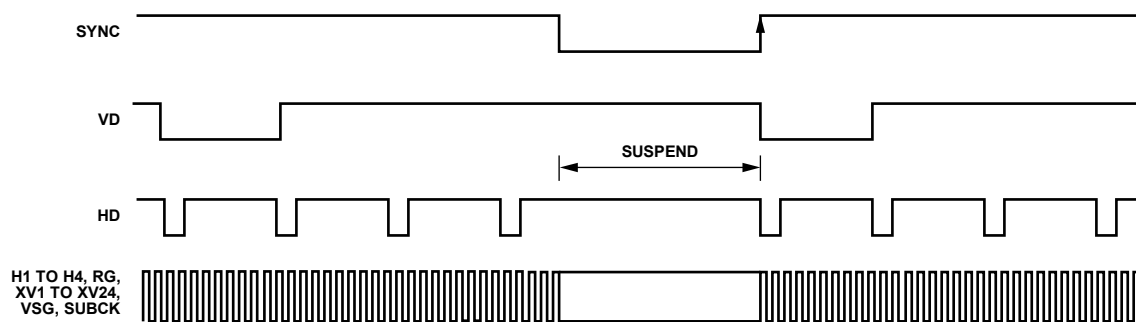 SYNC
VD
SUSPEND
HD
H1 TO H4, RG,
XV1 TO XV24,
VSG, SUBCK